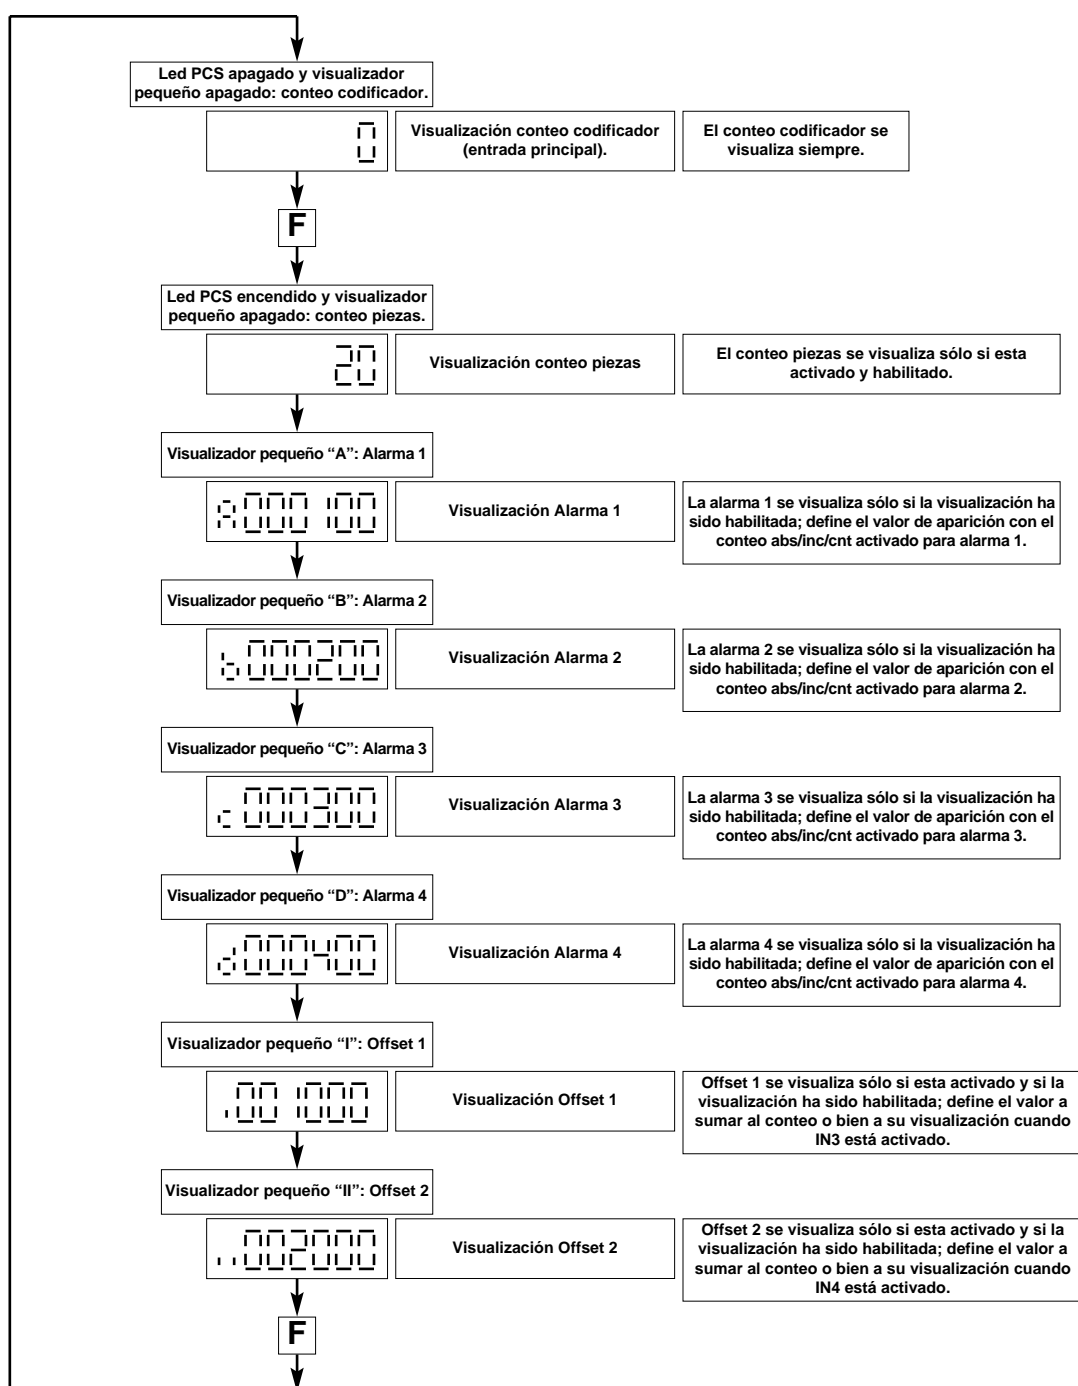 Led PCS apagado y visualizador
pequeño apagado: conteo codificador.
0
Visualización conteo codificador
(entrada principal).
El conteo codificador se
visualiza siempre.
F
Led PCS encendido y visualizador
pequeño apagado: conteo piezas.
20
Visualización conteo piezas
El conteo piezas se visualiza sólo si esta
activado y habilitado.
Visualizador pequeño “A”: Alarma 1
A000100
Visualización Alarma 1
La alarma 1 se visualiza sólo si la visualización ha
sido habilitada; define el valor de aparición con el
conteo abs/inc/cnt activado para alarma 1.
Visualizador pequeño “B”: Alarma 2
b000200
Visualización Alarma 2
La alarma 2 se visualiza sólo si la visualización ha
sido habilitada; define el valor de aparición con el
conteo abs/inc/cnt activado para alarma 2.
Visualizador pequeño “C”: Alarma 3
c000300
Visualización Alarma 3
La alarma 3 se visualiza sólo si la visualización ha
sido habilitada; define el valor de aparición con el
conteo abs/inc/cnt activado para alarma 3.
Visualizador pequeño “D”: Alarma 4
d000400
Visualización Alarma 4
La alarma 4 se visualiza sólo si la visualización ha
sido habilitada; define el valor de aparición con el
conteo abs/inc/cnt activado para alarma 4.
Visualizador pequeño “I”: Offset 1
ı001000
Visualización Offset 1
Offset 1 se visualiza sólo si esta activado y si la
visualización ha sido habilitada; define el valor a
sumar al conteo o bien a su visualización cuando
IN3 está activado.
Visualizador pequeño “II”: Offset 2
ıı002000
Visualización Offset 2
Offset 2 se visualiza sólo si esta activado y si la
visualización ha sido habilitada; define el valor a
sumar al conteo o bien a su visualización cuando
IN4 está activado.
F